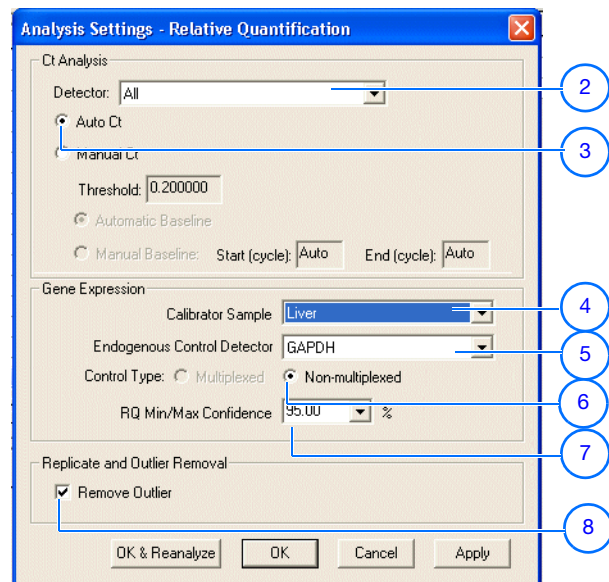 Analysis Settings - Relative Quantification
Ct Analysis
Detector: All
2
Auto Ct
3
Manual Ct
Threshold: 0.200000
Automatic Baseline
Manual Baseline: Start (cycle): Auto End (cycle): Auto
Gene Expression
Calibrator Sample Liver
4
Endogenous Control Detector GAPDH
5
Control Type: Multiplexed Non-multiplexed
6
RQ Min/Max Confidence 95.00 %
7
Replicate and Outlier Removal
Remove Outlier
8
OK & Reanalyze OK Cancel Apply